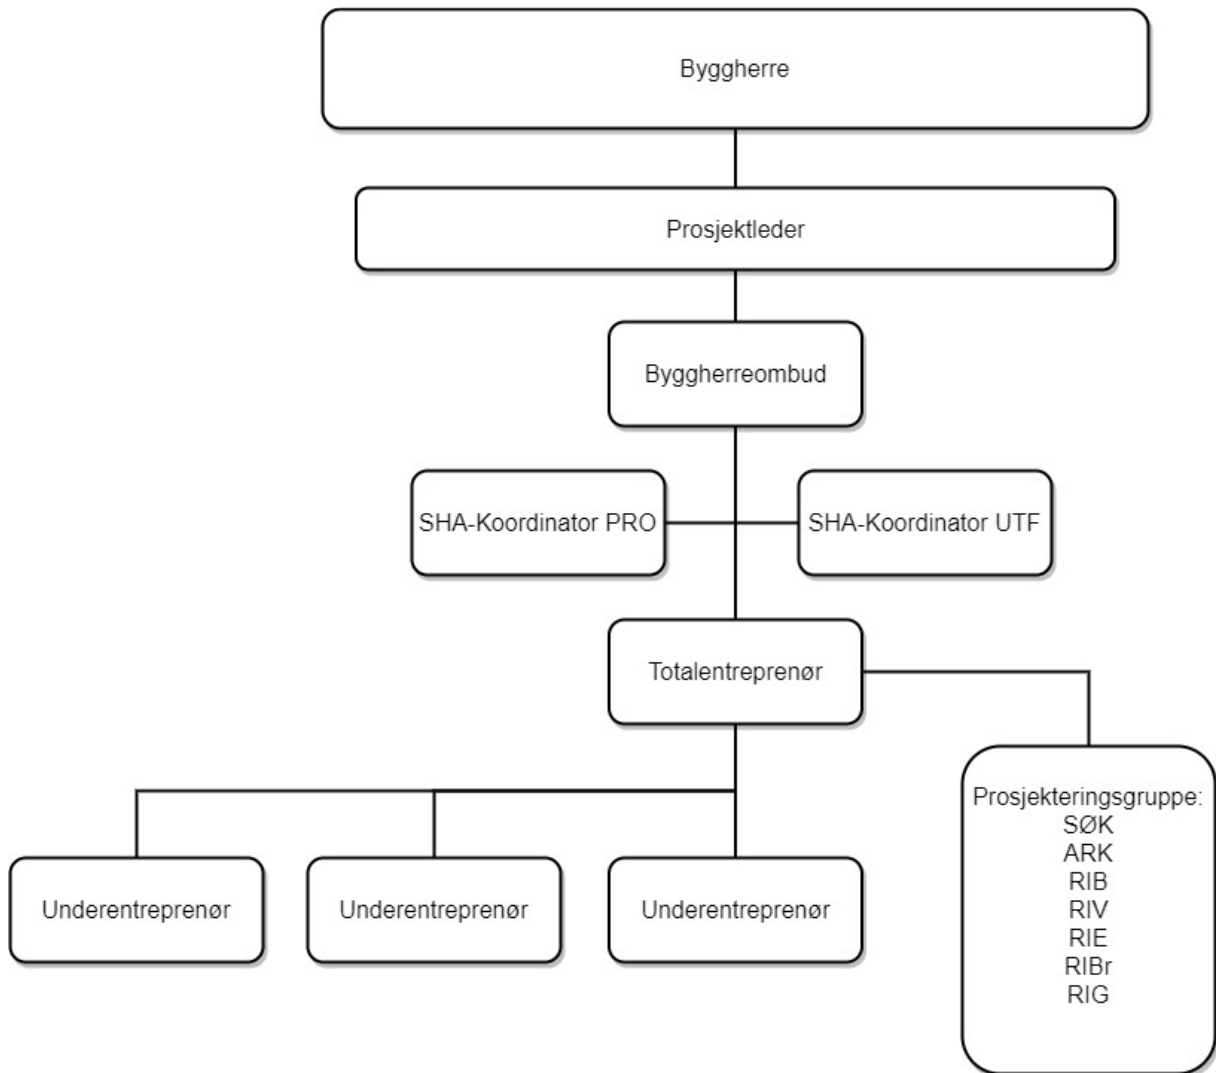 Byggherre
Prosjektleder
Byggherreombud
SHA-Koordinator PRO
SHA-Koordinator UTF
Totalentreprenør
Underentreprenør
Underentreprenør
Underentreprenør
Prosjekteringsgruppe:
SØK
ARK
RIB
RIV
RIE
RIBr
RIG